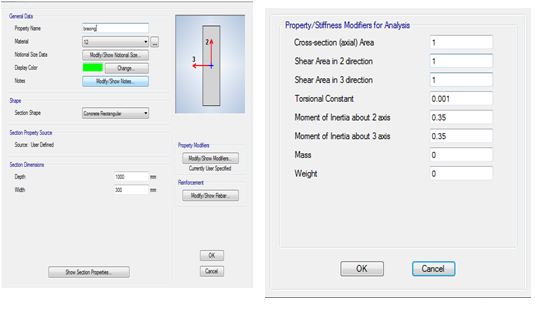 General Data
Property Name
bracing
Material
12
...
Notional Size Data
Modify/Show Notional Size...
Display Color
Change...
Notes
Modify/Show Notes...
Shape
Section Shape
Concrete Rectangular
Section Property Source
Source: User Defined
Section Dimensions
Depth
1000
mm
Width
300
mm
Show Section Properties...
2
3
Property Modifiers
Modify/Show Modifiers...
Currently User Specified
Reinforcement
Modify/Show Rebar...
OK
Cancel
Property/Stiffness Modifiers for Analysis
Cross-section (axial) Area
1
Shear Area in 2 direction
1
Shear Area in 3 direction
1
Torsional Constant
0.001
Moment of Inertia about 2 axis
0.35
Moment of Inertia about 3 axis
0.35
Mass
0
Weight
0
OK
Cancel